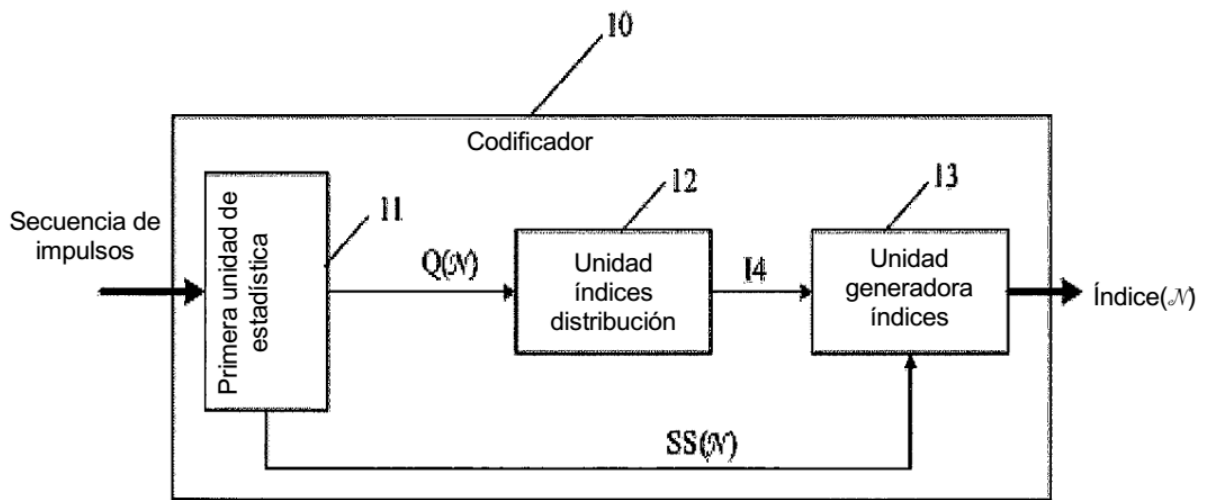 10
Codificador
Secuencia de
impulsos
Primera unidad de
estadística
11
Q(𝒩)
12
Unidad
índices
distribución
I4
13
Unidad
generadora
índices
Índice(𝒩)
SS(𝒩)